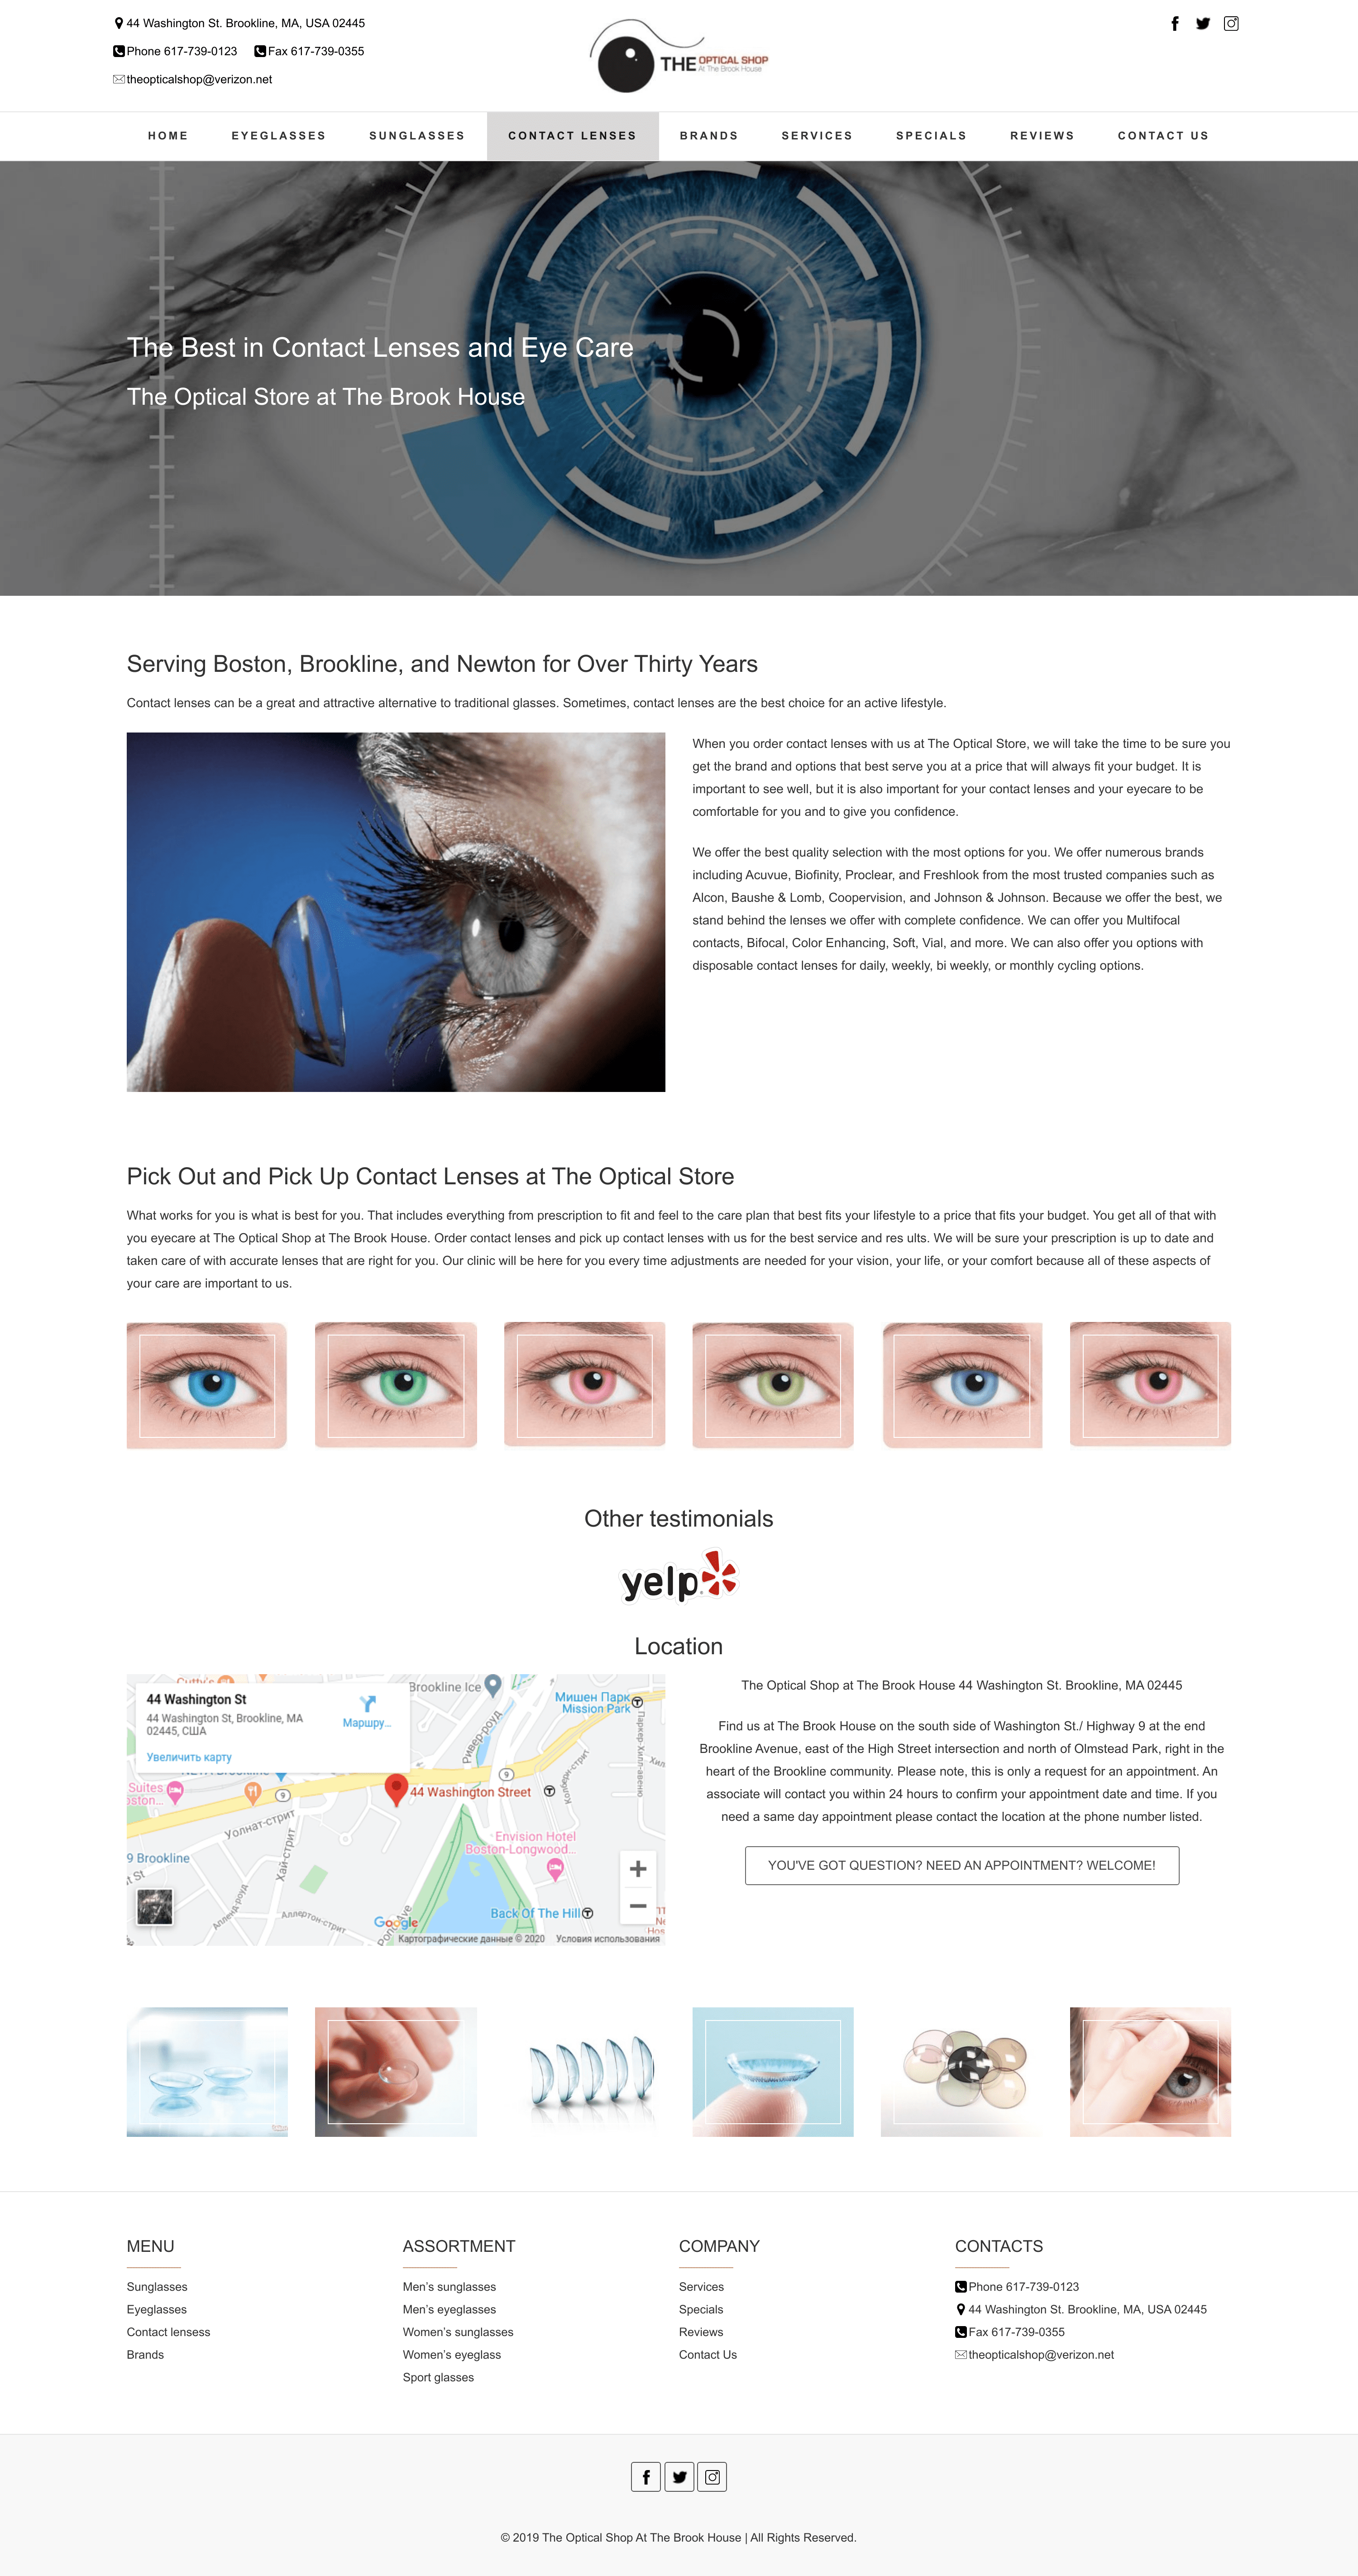 44 Washington St. Brookline, MA, USA 02445
Phone 617-739-0123 Fax 617-739-0355
theopticalshop@verizon.net
THE OPTICAL SHOP
At The Brook House
HOME EYEGLASSES SUNGLASSES CONTACT LENSES BRANDS SERVICES SPECIALS REVIEWS CONTACT US
The Best in Contact Lenses and Eye Care
The Optical Store at The Brook House
Serving Boston, Brookline, and Newton for Over Thirty Years
Contact lenses can be a great and attractive alternative to traditional glasses. Sometimes, contact lenses are the best choice for an active lifestyle.
When you order contact lenses with us at The Optical Store, we will take the time to be sure you
get the brand and options that best serve you at a price that will always fit your budget. It is
important to see well, but it is also important for your contact lenses and your eyecare to be
comfortable for you and to give you confidence.
We offer the best quality selection with the most options for you. We offer numerous brands
including Acuvue, Biofinity, Proclear, and Freshlook from the most trusted companies such as
Alcon, Baushe & Lomb, Coopervision, and Johnson & Johnson. Because we offer the best, we
stand behind the lenses we offer with complete confidence. We can offer you Multifocal
contacts, Bifocal, Color Enhancing, Soft, Vial, and more. We can also offer you options with
disposable contact lenses for daily, weekly, bi weekly, or monthly cycling options.
Pick Out and Pick Up Contact Lenses at The Optical Store
What works for you is what is best for you. That includes everything from prescription to fit and feel to the care plan that best fits your lifestyle to a price that fits your budget. You get all of that with
you eyecare at The Optical Shop at The Brook House. Order contact lenses and pick up contact lenses with us for the best service and res ults. We will be sure your prescription is up to date and
taken care of with accurate lenses that are right for you. Our clinic will be here for you every time adjustments are needed for your vision, your life, or your comfort because all of these aspects of
your care are important to us.
Other testimonials
yelp
Location
44 Washington St
44 Washington St, Brookline, MA
02445, США
Маршру...
Увеличить карту
Brookline Ice
Мишен Парк
Mission Park
Ривер-роуд
Паркер-Хилл-авеню
Suites
9
9
44 Washington Street
Уолнат-стрит
Хай-стрит
Envision Hotel
Boston-Longwood...
9 Brookline
Аллертон-стрит
Pond Ave
Back Of The Hill
Google
Картографические данные © 2020 Условия использования
The Optical Shop at The Brook House 44 Washington St. Brookline, MA 02445
Find us at The Brook House on the south side of Washington St./ Highway 9 at the end
Brookline Avenue, east of the High Street intersection and north of Olmstead Park, right in the
heart of the Brookline community. Please note, this is only a request for an appointment. An
associate will contact you within 24 hours to confirm your appointment date and time. If you
need a same day appointment please contact the location at the phone number listed.
YOU'VE GOT QUESTION? NEED AN APPOINTMENT? WELCOME!
MENU
Sunglasses
Eyeglasses
Contact lensess
Brands
ASSORTMENT
Men's sunglasses
Men's eyeglasses
Women's sunglasses
Women's eyeglass
Sport glasses
COMPANY
Services
Specials
Reviews
Contact Us
CONTACTS
Phone 617-739-0123
44 Washington St. Brookline, MA, USA 02445
Fax 617-739-0355
theopticalshop@verizon.net
© 2019 The Optical Shop At The Brook House | All Rights Reserved.